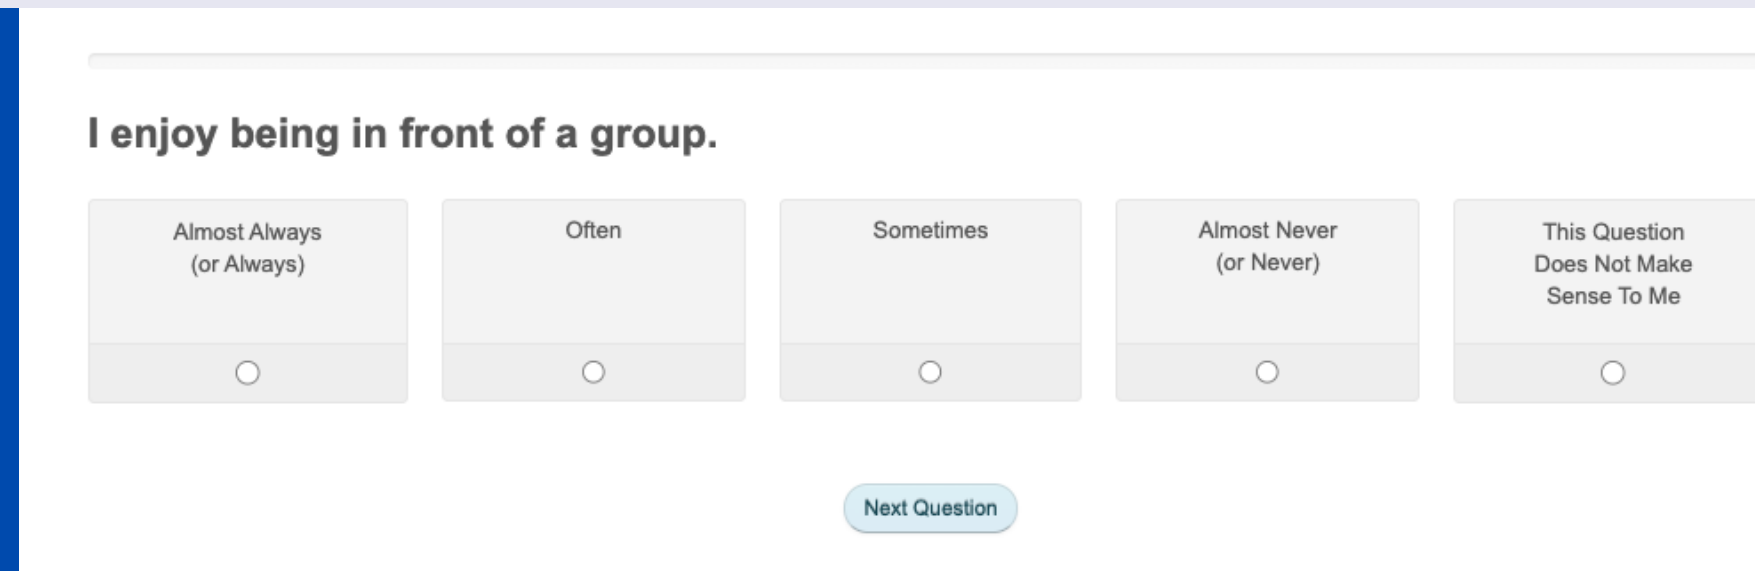 I enjoy being in front of a group.
Almost Always
(or Always)
Often
Sometimes
Almost Never
(or Never)
This Question
Does Not Make
Sense To Me
Next Question